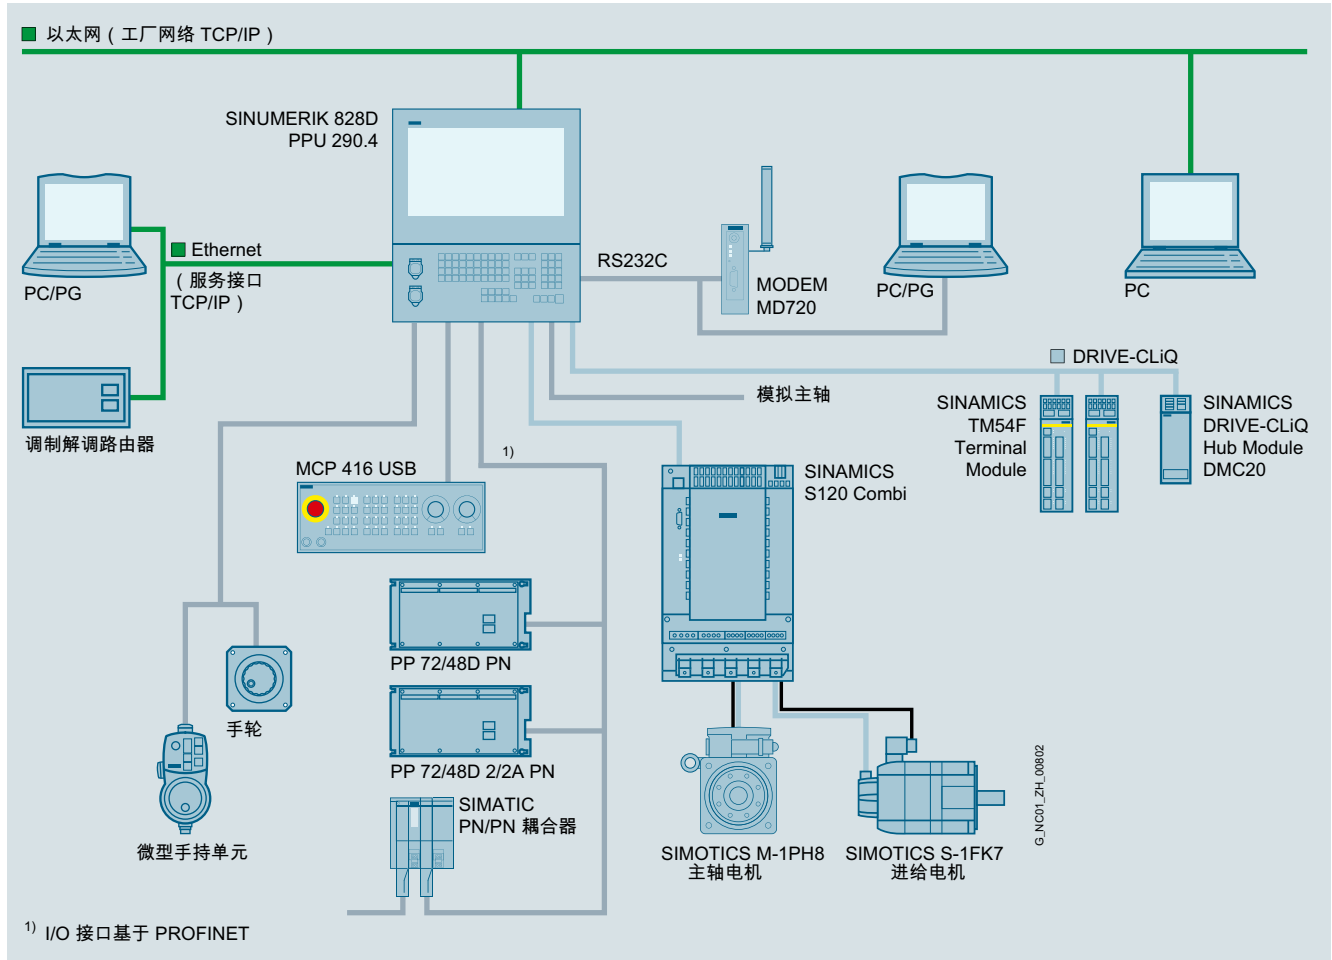 以太网 ( 工厂网络 TCP/IP )
SINUMERIK 828D
PPU 290.4
Ethernet
( 服务接口
TCP/IP )
PC/PG
RS232C
MODEM
MD720
PC/PG
PC
DRIVE-CLiQ
调制解调路由器
模拟主轴
SINAMICS
TM54F
Terminal
Module
SINAMICS
DRIVE-CLiQ
Hub Module
DMC20
1)
MCP 416 USB
SINAMICS
S120 Combi
PP 72/48D PN
手轮
PP 72/48D 2/2A PN
SIMATIC
PN/PN 耦合器
微型手持单元
SIMOTICS M-1PH8
主轴电机
SIMOTICS S-1FK7
进给电机
G_NC01_ZH_00802
1) I/O 接口基于 PROFINET